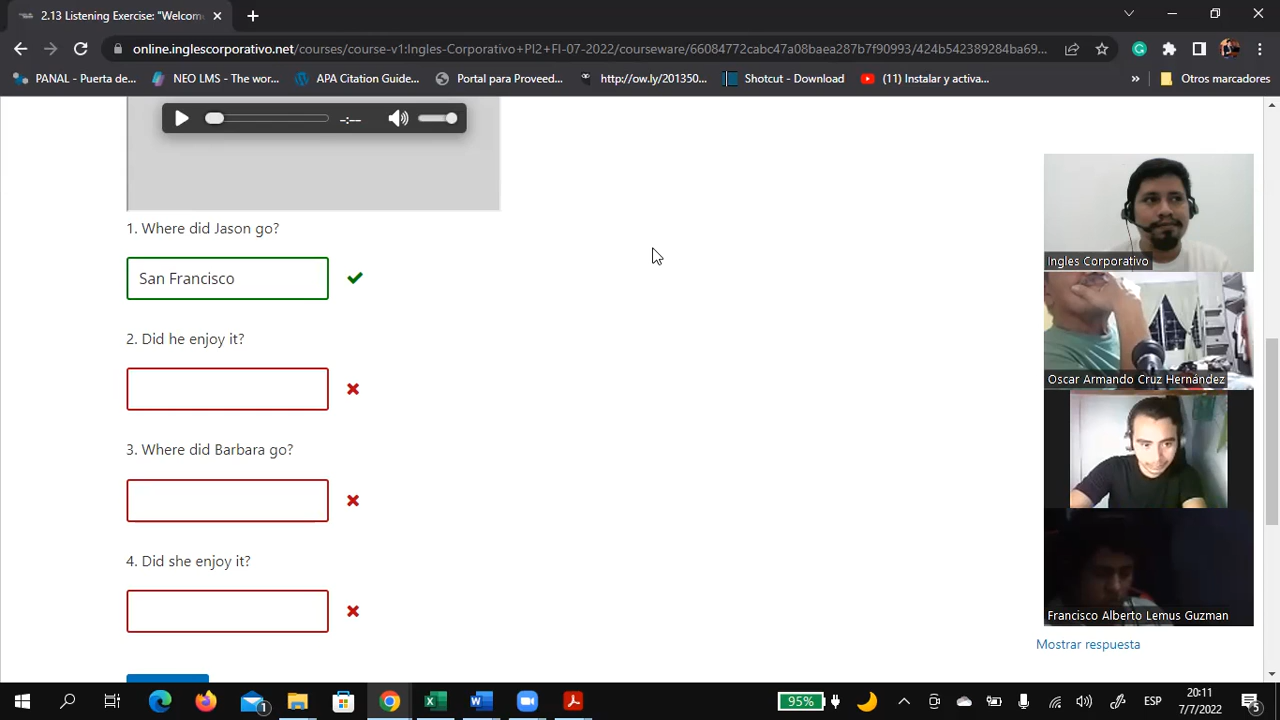 2.13 Listening Exercise: "Welcom
online.inglescorporativo.net/courses/course-v1:Ingles-Corporativo+PI2+FI-07-2022/courseware/66084772cabc47a08baea287b7f90993/424b542389284ba69...
PANAL - Puerta de...
NEO LMS - The wor...
APA Citation Guide...
Portal para Proveed...
http://ow.ly/201350...
Shotcut - Download
(11) Instalar y activa...
»
Otros marcadores
-:--
1. Where did Jason go?
San Francisco
2. Did he enjoy it?
3. Where did Barbara go?
4. Did she enjoy it?
Ingles Corporativo
Oscar Armando Cruz Hernández
Francisco Alberto Lemus Guzman
Mostrar respuesta
1
95%
ESP
20:11
7/7/2022
5